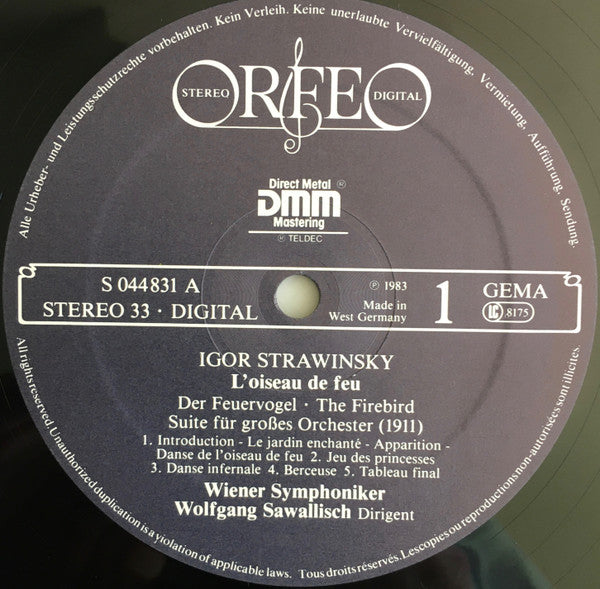 Alle Urheber- und Leistungsschutzrechte vorbehalten. Kein Verleih. Keine unerlaubte Vervielfältigung, Vermietung, Aufführung, Sendung.
STEREO ORFEO DIGITAL
Direct Metal
DMM
Mastering
TELDEC
S 044831 A
STEREO 33 · DIGITAL
℗ 1983
Made in
West Germany
1
GEMA
LC 8175
IGOR STRAWINSKY
L'oiseau de feú
Der Feuervogel · The Firebird
Suite für großes Orchester (1911)
1. Introduction - Le jardin enchanté - Apparition -
Danse de l'oiseau de feu 2. Jeu des princesses
3. Danse infernale 4. Berceuse 5. Tableau final
Wiener Symphoniker
Wolfgang Sawallisch Dirigent
All rights reserved. Unauthorized duplication is a violation of applicable laws. Tous droits réservés. Les copies ou reproductions non-autorisées sont illicites.